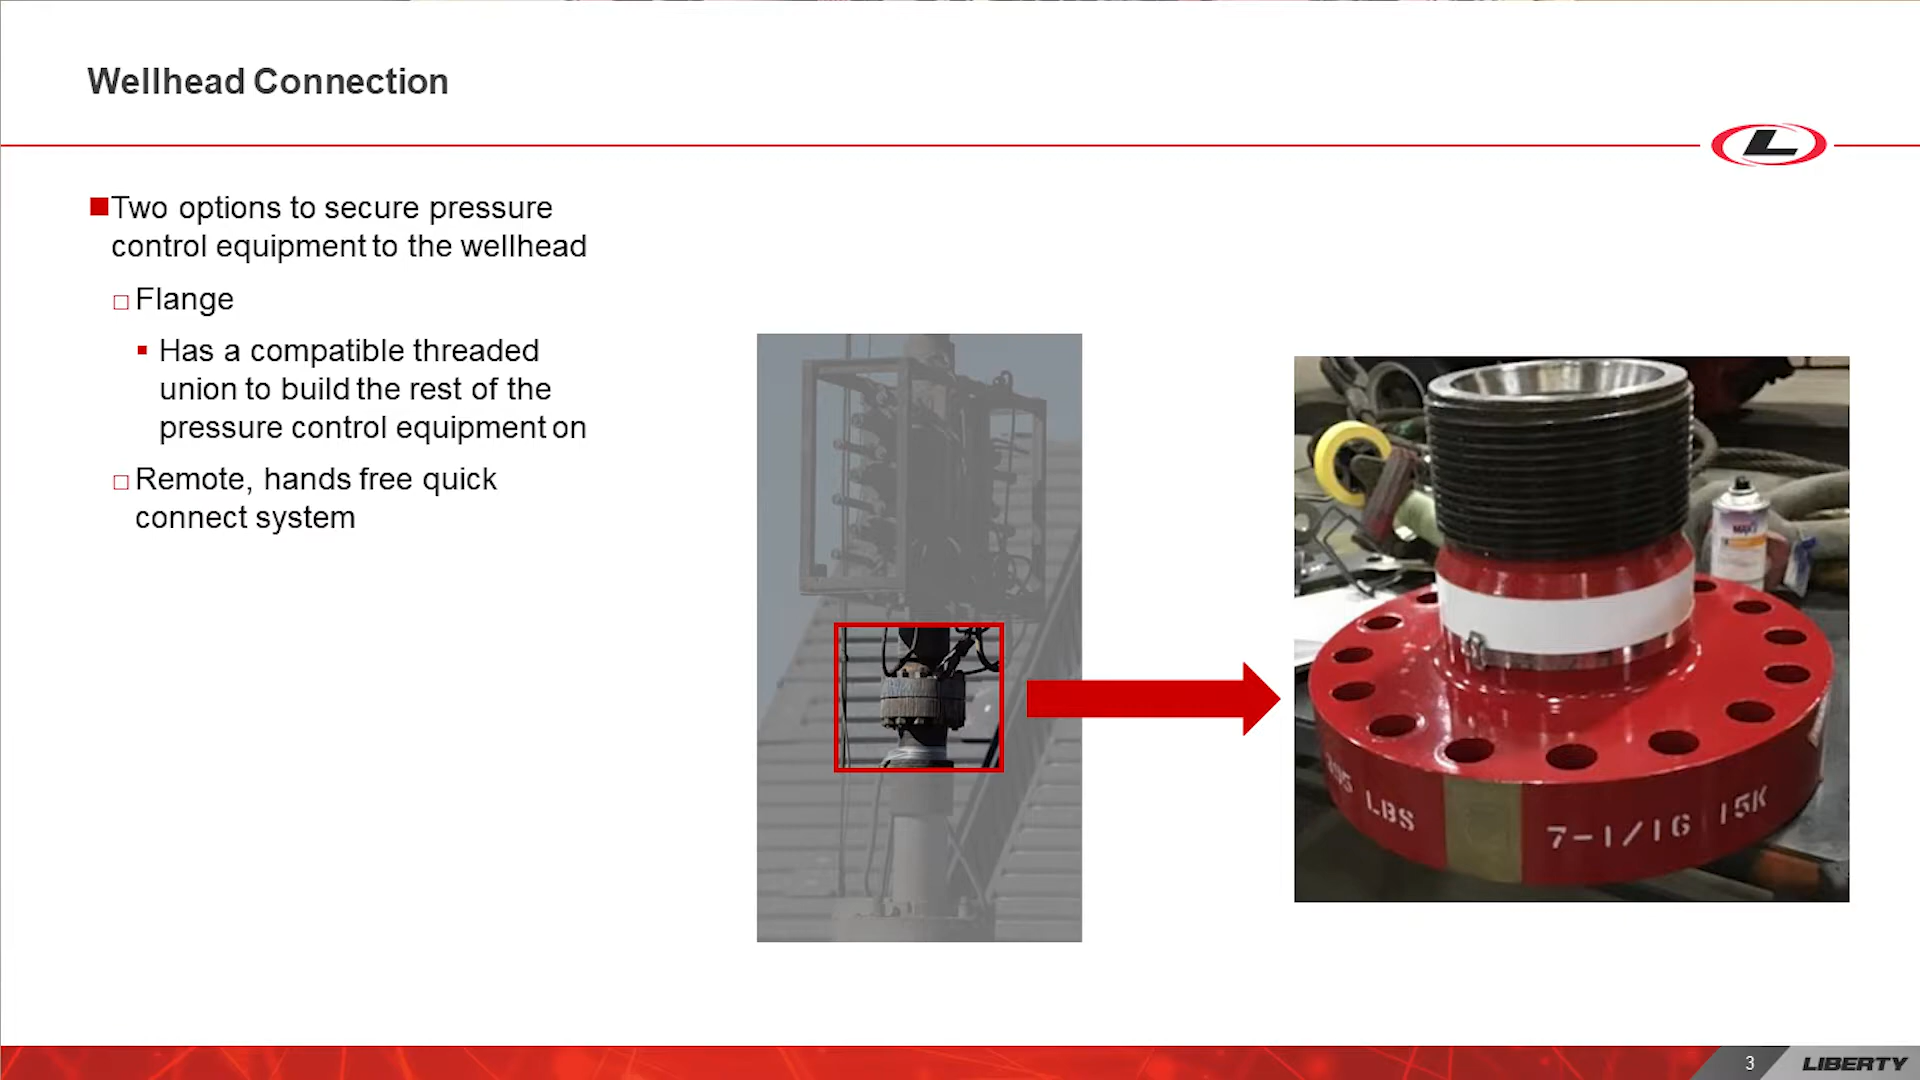 Wellhead Connection
Two options to secure pressure
control equipment to the wellhead
Flange
Has a compatible threaded
union to build the rest of the
pressure control equipment on
Remote, hands free quick
connect system
LBS
7-1/16 15K
3
LIBERTY